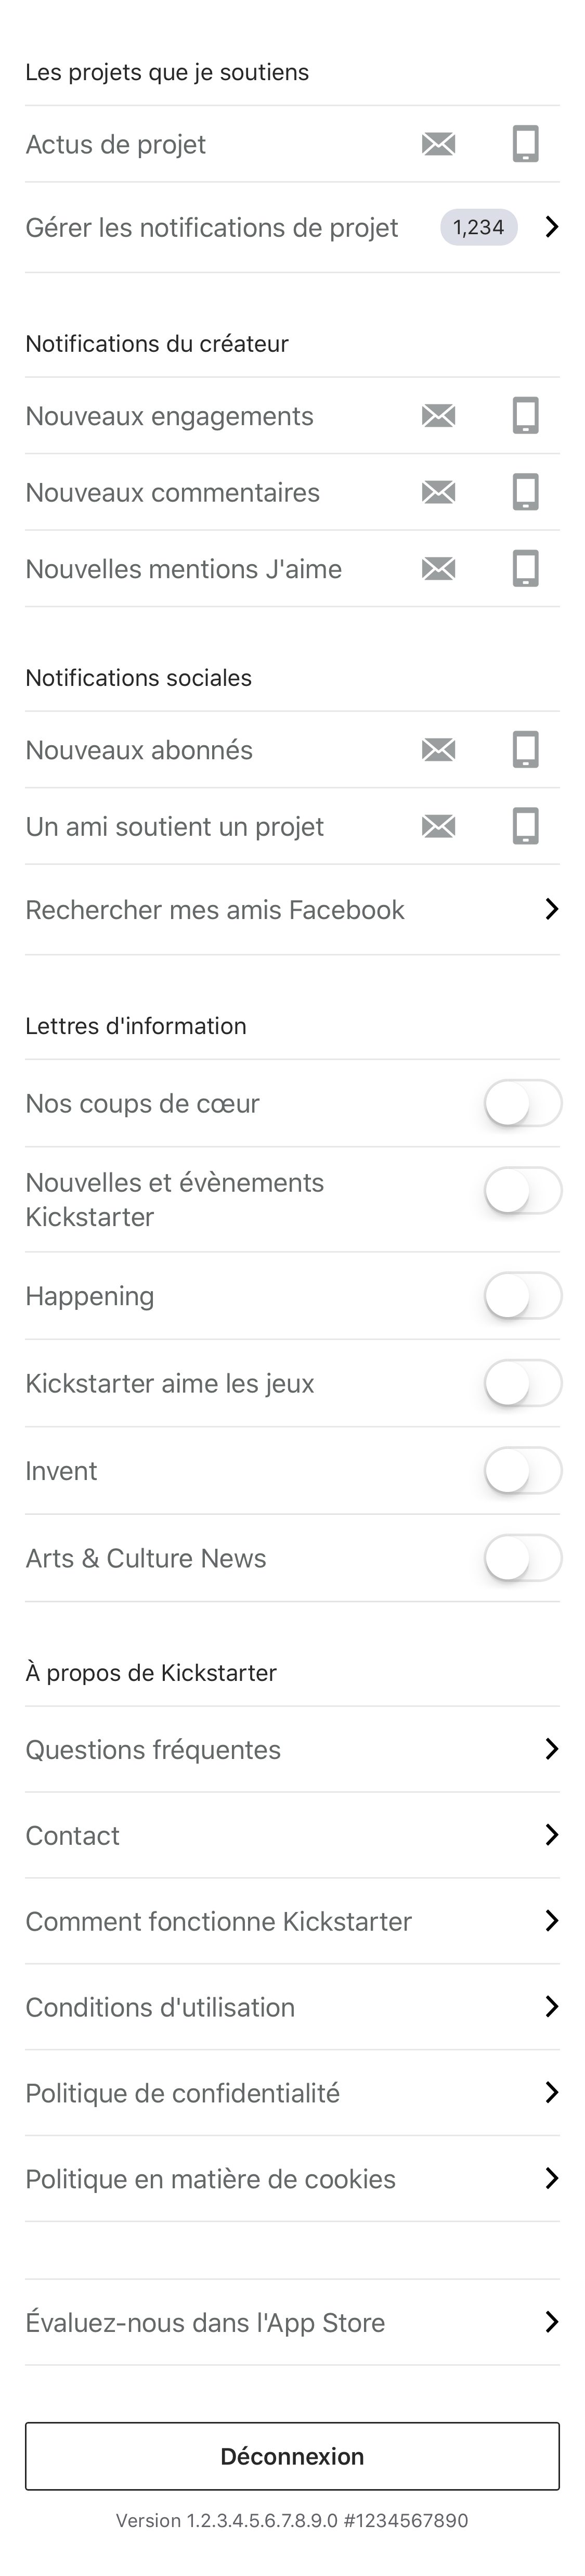 Les projets que je soutiens
Actus de projet
Gérer les notifications de projet 1,234
Notifications du créateur
Nouveaux engagements
Nouveaux commentaires
Nouvelles mentions J'aime
Notifications sociales
Nouveaux abonnés
Un ami soutient un projet
Rechercher mes amis Facebook
Lettres d'information
Nos coups de cœur
Nouvelles et évènements
Kickstarter
Happening
Kickstarter aime les jeux
Invent
Arts & Culture News
À propos de Kickstarter
Questions fréquentes
Contact
Comment fonctionne Kickstarter
Conditions d'utilisation
Politique de confidentialité
Politique en matière de cookies
Évaluez-nous dans l'App Store
Déconnexion
Version 1.2.3.4.5.6.7.8.9.0 #1234567890